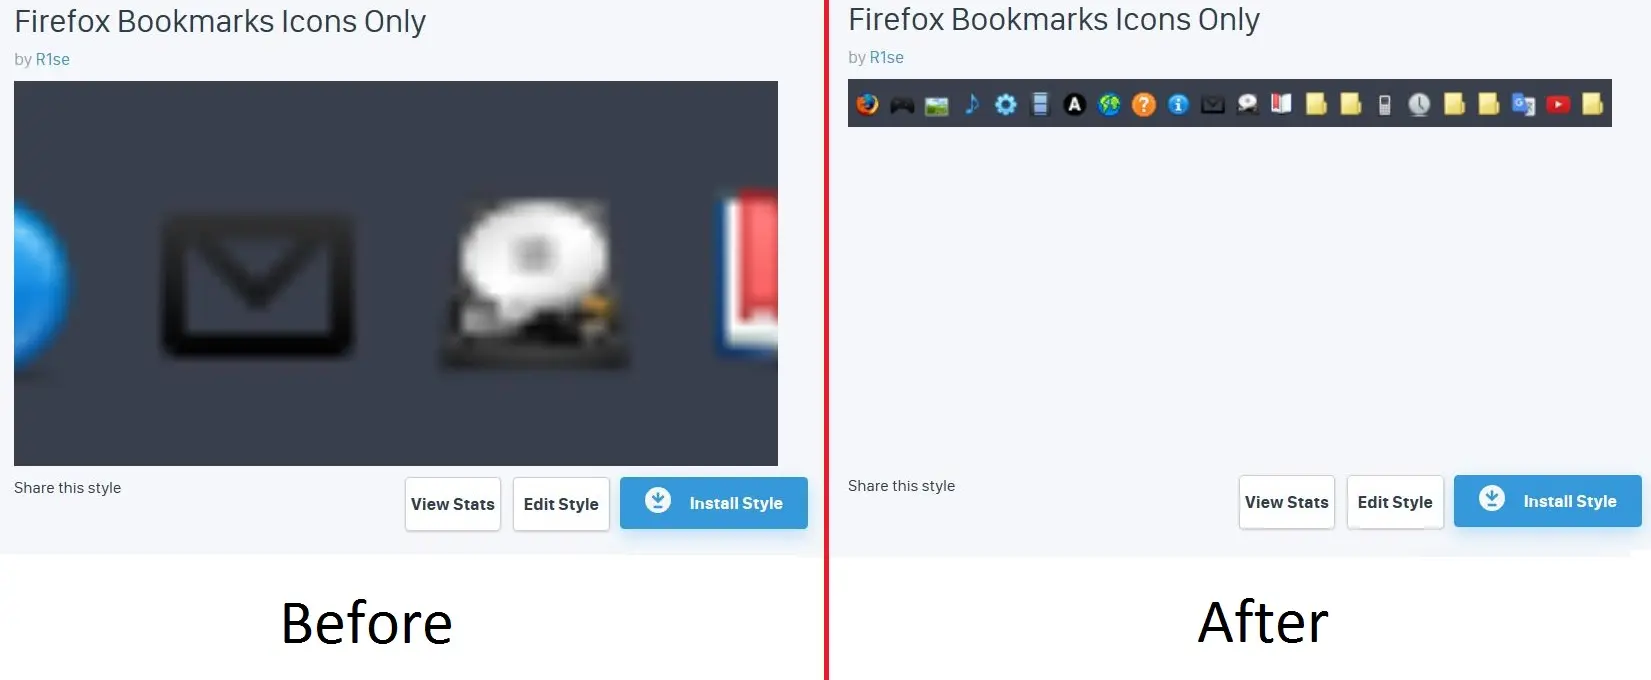 Firefox Bookmarks Icons Only
by R1se
Share this style
View Stats
Edit Style
Install Style
Before
Firefox Bookmarks Icons Only
by R1se
A
?
i
G
Share this style
View Stats
Edit Style
Install Style
After